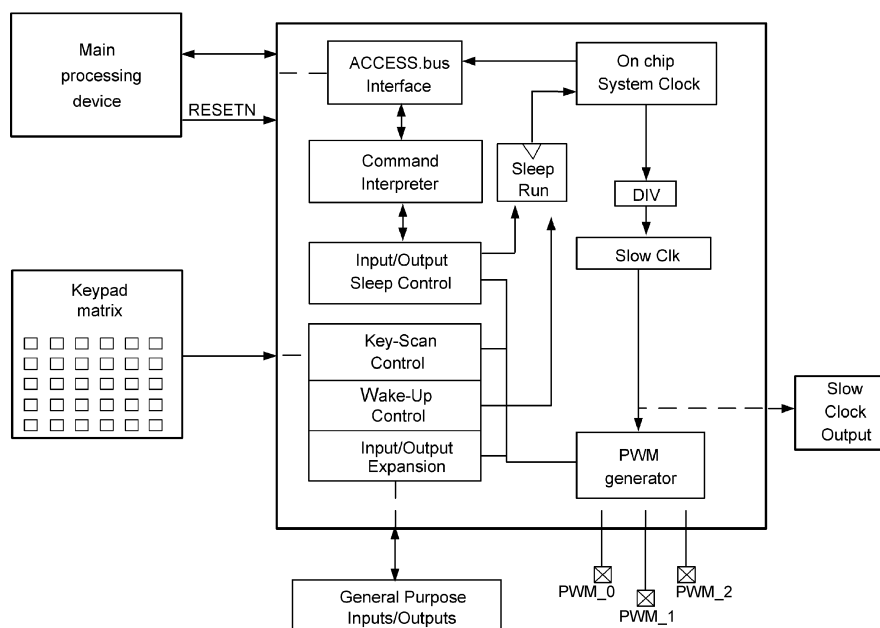 Main
processing
device
RESETN
ACCESS.bus
Interface
On chip
System Clock
Command
Interpreter
Sleep
Run
DIV
Input/Output
Sleep Control
Slow Clk
Keypad
matrix
Key-Scan
Control
Wake-Up
Control
Input/Output
Expansion
PWM
generator
Slow
Clock
Output
General Purpose
Inputs/Outputs
PWM_0
PWM_1
PWM_2